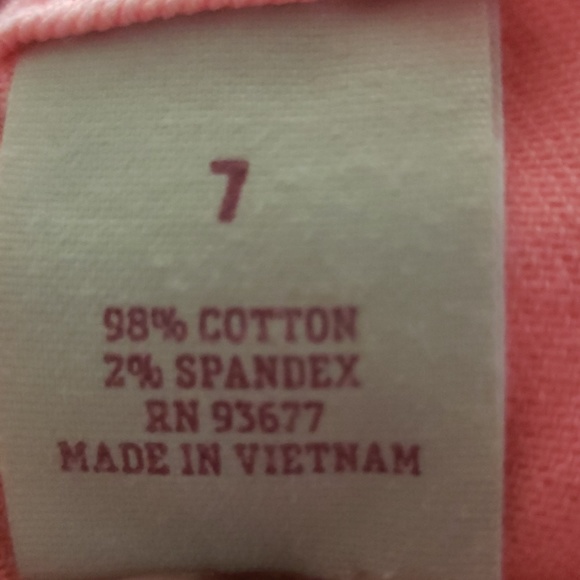 7
98% COTTON
2% SPANDEX
RN 93677
MADE IN VIETNAM